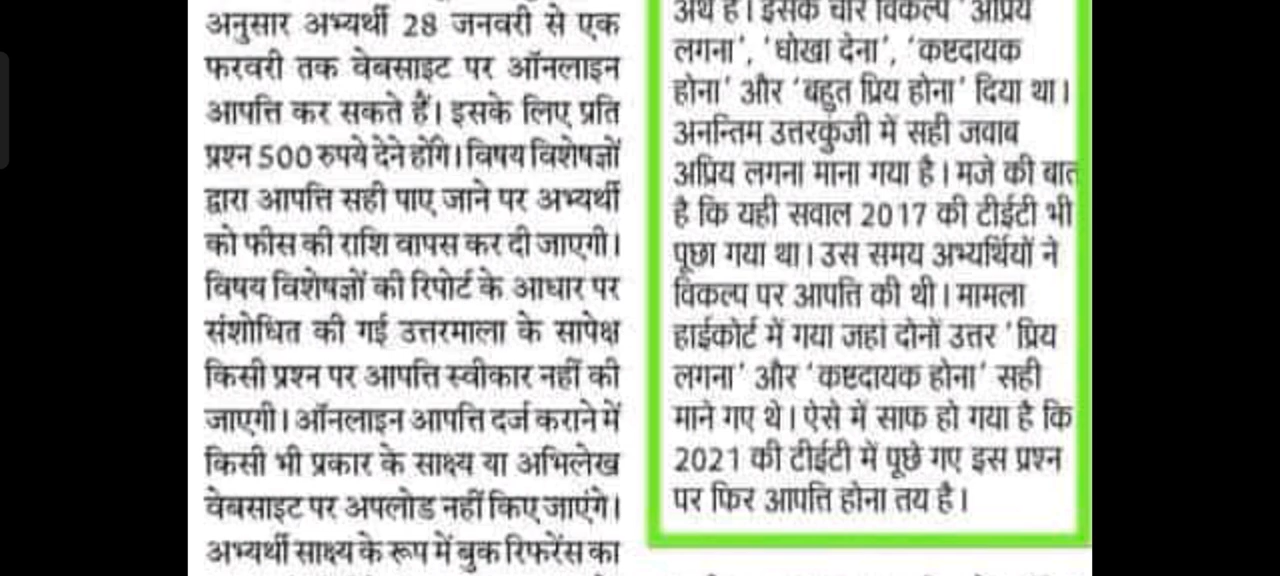 अनुसार अभ्यर्थी 28 जनवरी से एक
फरवरी तक वेबसाइट पर ऑनलाइन
आपत्ति कर सकते हैं। इसके लिए प्रति
प्रश्न 500 रुपये देने होंगे। विषय विशेषज्ञों
द्वारा आपत्ति सही पाए जाने पर अभ्यर्थी
को फीस की राशि वापस कर दी जाएगी।
विषय विशेषज्ञों की रिपोर्ट के आधार पर
संशोधित की गई उत्तरमाला के सापेक्ष
किसी प्रश्न पर आपत्ति स्वीकार नहीं की
जाएगी। ऑनलाइन आपत्ति दर्ज कराने में
किसी भी प्रकार के साक्ष्य या अभिलेख
वेबसाइट पर अपलोड नहीं किए जाएंगे।
अभ्यर्थी साक्ष्य के रूप में बुक रिफरेंस का
अर्थ है। इसके चार विकल्प 'अप्रिय
लगना', 'धोखा देना', 'कष्टदायक
होना' और 'बहुत प्रिय होना' दिया था।
अनन्तिम उत्तरकुंजी में सही जवाब
अप्रिय लगना माना गया है। मजे की बात
है कि यही सवाल 2017 की टीईटी भी
पूछा गया था। उस समय अभ्यर्थियों ने
विकल्प पर आपत्ति की थी। मामला
हाईकोर्ट में गया जहां दोनों उत्तर 'प्रिय
लगना' और 'कष्टदायक होना' सही
माने गए थे। ऐसे में साफ हो गया है कि
2021 की टीईटी में पूछे गए इस प्रश्न
पर फिर आपत्ति होना तय है।